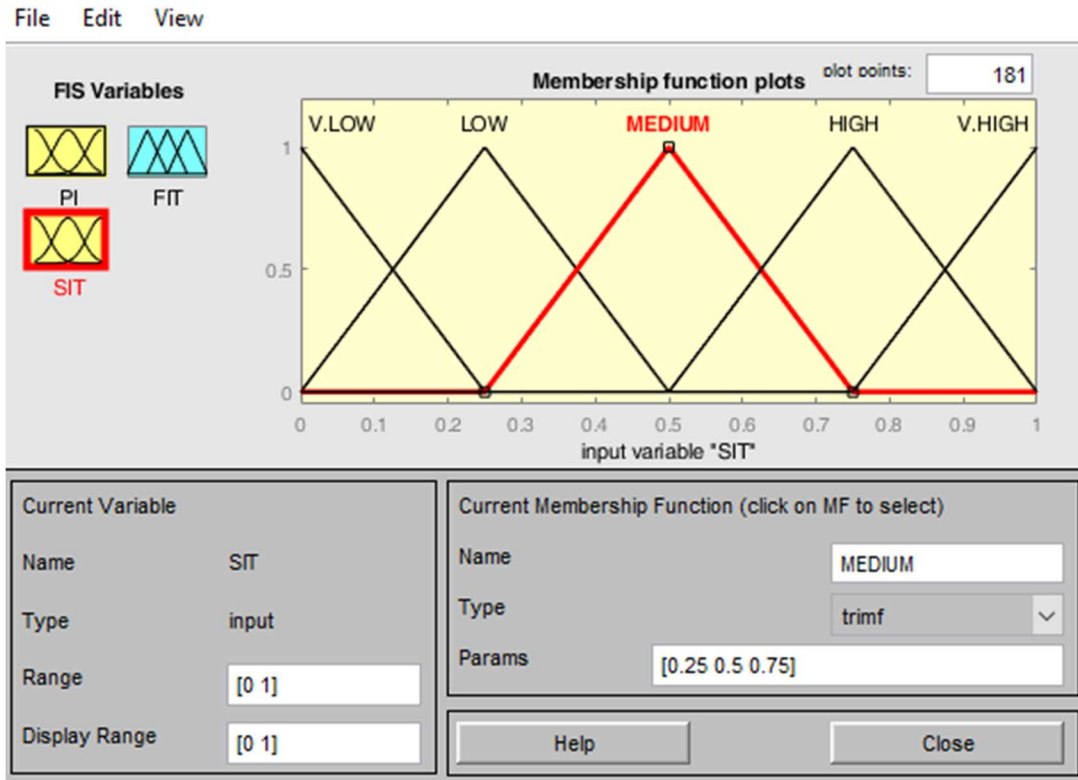 File Edit View
FIS Variables
PI FIT
SIT
Membership function plots plot points: 181
V.LOW LOW MEDIUM HIGH V.HIGH
1
0.5
0
0 0.1 0.2 0.3 0.4 0.5 0.6 0.7 0.8 0.9 1
input variable "SIT"
Current Variable
Name SIT
Type input
Range [0 1]
Display Range [0 1]
Current Membership Function (click on MF to select)
Name MEDIUM
Type trimf
Params [0.25 0.5 0.75]
Help Close